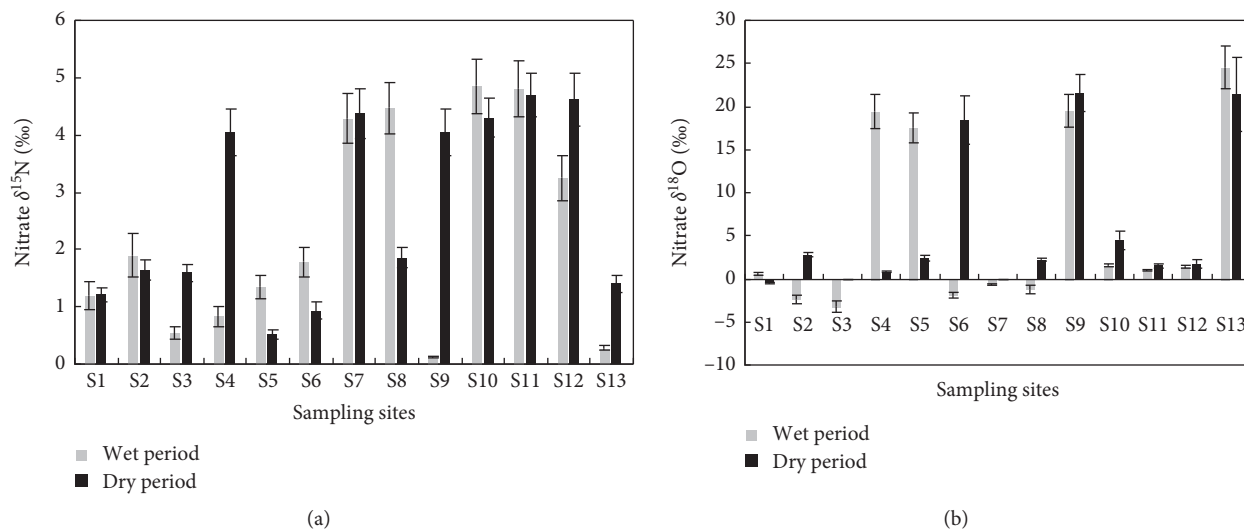 6
5
4
3
2
1
0
Nitrate δ¹⁵N (‰)
S1 S2 S3 S4 S5 S6 S7 S8 S9 S10 S11 S12 S13
Sampling sites
Wet period
Dry period
(a)
30
25
20
15
10
5
0
−5
−10
Nitrate δ¹⁸O (‰)
S1 S2 S3 S4 S5 S6 S7 S8 S9 S10 S11 S12 S13
Sampling sites
Wet period
Dry period
(b)